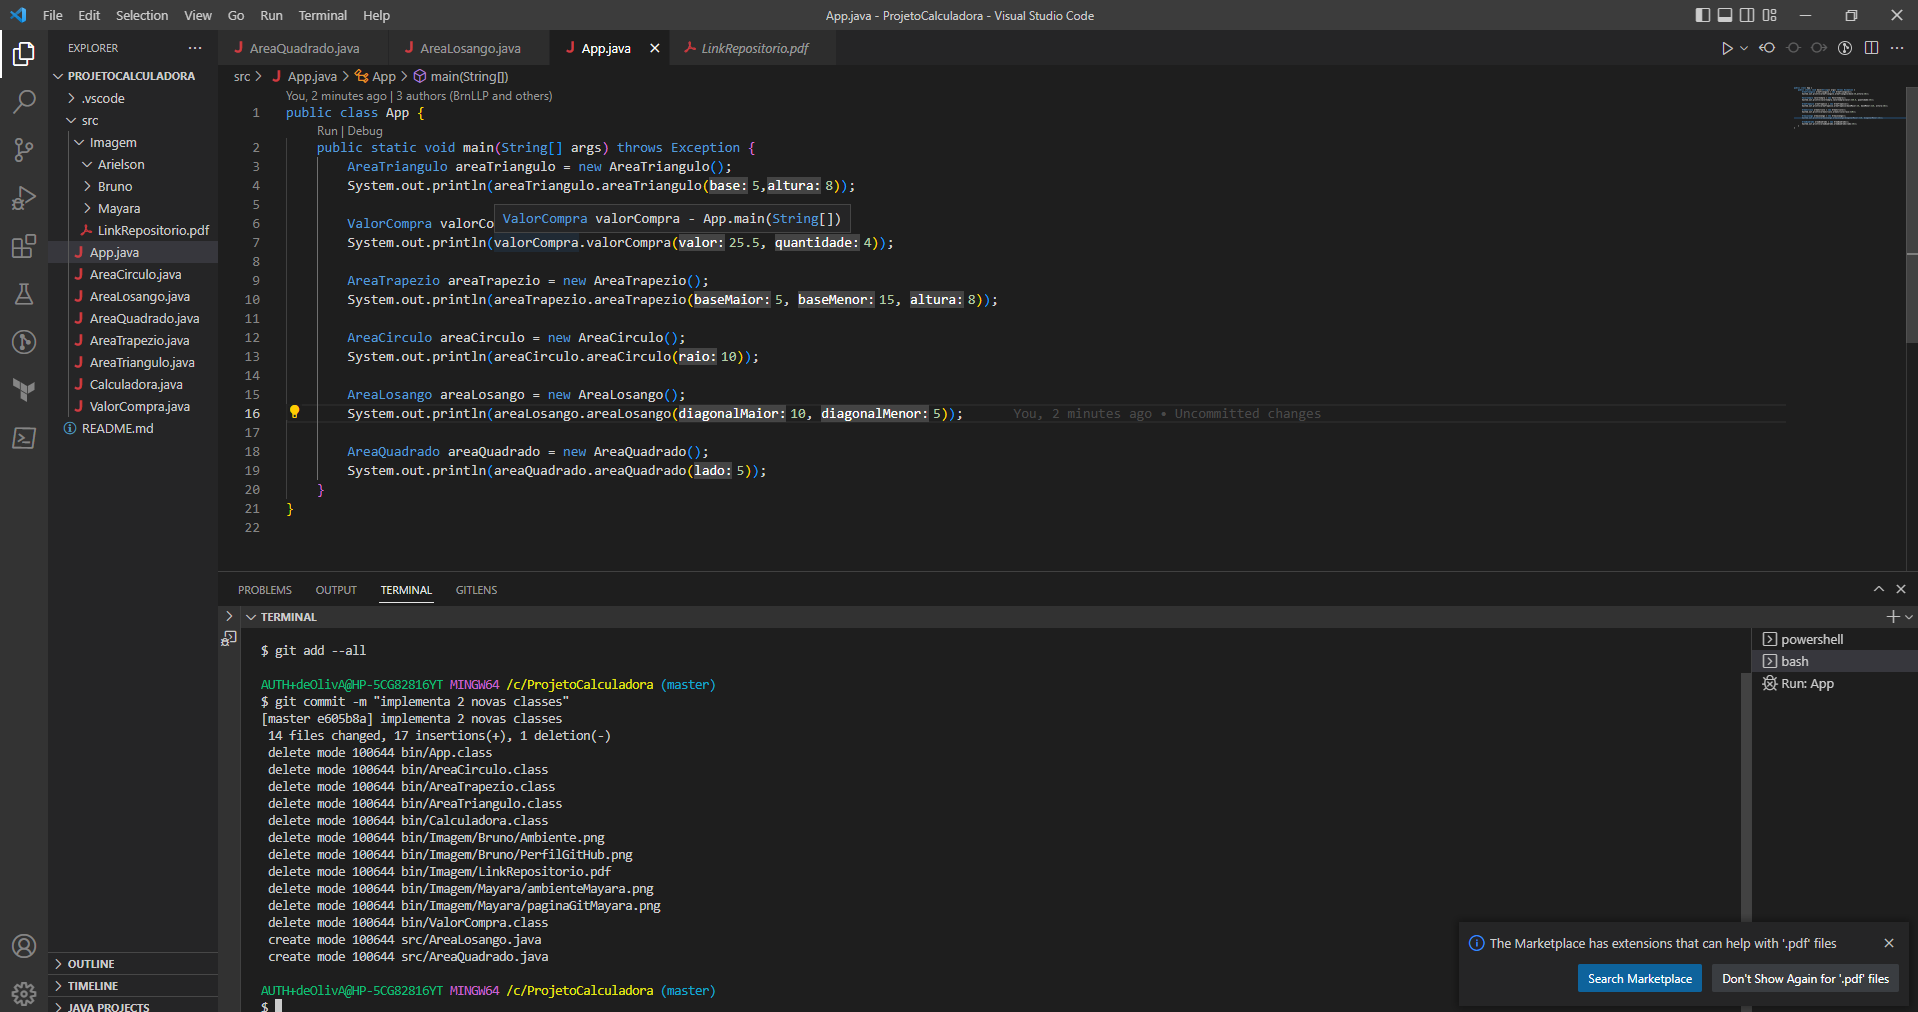 File Edit Selection View Go Run Terminal Help
App.java - ProjetoCalculadora - Visual Studio Code
EXPLORER ...
PROJETOCALCULADORA
.vscode
src
Imagem
Arielson
Bruno
Mayara
LinkRepositorio.pdf
App.java
AreaCirculo.java
AreaLosango.java
AreaQuadrado.java
AreaTrapezio.java
AreaTriangulo.java
Calculadora.java
ValorCompra.java
README.md
OUTLINE
TIMELINE
JAVA PROJECTS
AreaQuadrado.java AreaLosango.java App.java LinkRepositorio.pdf
src > App.java > App > main(String[])
You, 2 minutes ago | 3 authors (BrnLLP and others)
1 public class App {
Run | Debug
2 public static void main(String[] args) throws Exception {
3 AreaTriangulo areaTriangulo = new AreaTriangulo();
4 System.out.println(areaTriangulo.areaTriangulo(base: 5,altura: 8));
5
ValorCompra valorCompra - App.main(String[])
6 ValorCompra valorCo
7 System.out.println(valorCompra.valorCompra(valor: 25.5, quantidade: 4));
8
9 AreaTrapezio areaTrapezio = new AreaTrapezio();
10 System.out.println(areaTrapezio.areaTrapezio(baseMaior: 5, baseMenor: 15, altura: 8));
11
12 AreaCirculo areaCirculo = new AreaCirculo();
13 System.out.println(areaCirculo.areaCirculo(raio: 10));
14
15 AreaLosango areaLosango = new AreaLosango();
16 System.out.println(areaLosango.areaLosango(diagonalMaior: 10, diagonalMenor: 5)); You, 2 minutes ago • Uncommitted changes
17
18 AreaQuadrado areaQuadrado = new AreaQuadrado();
19 System.out.println(areaQuadrado.areaQuadrado(lado: 5));
20 }
21 }
22
PROBLEMS OUTPUT TERMINAL GITLENS
TERMINAL
$ git add --all
AUTH+deOlivA@HP-5CG82816YT MINGW64 /c/ProjetoCalculadora (master)
$ git commit -m "implementa 2 novas classes"
[master e605b8a] implementa 2 novas classes
14 files changed, 17 insertions(+), 1 deletion(-)
delete mode 100644 bin/App.class
delete mode 100644 bin/AreaCirculo.class
delete mode 100644 bin/AreaTrapezio.class
delete mode 100644 bin/AreaTriangulo.class
delete mode 100644 bin/Calculadora.class
delete mode 100644 bin/Imagem/Bruno/Ambiente.png
delete mode 100644 bin/Imagem/Bruno/PerfilGitHub.png
delete mode 100644 bin/Imagem/LinkRepositorio.pdf
delete mode 100644 bin/Imagem/Mayara/ambienteMayara.png
delete mode 100644 bin/Imagem/Mayara/paginaGitMayara.png
delete mode 100644 bin/ValorCompra.class
create mode 100644 src/AreaLosango.java
create mode 100644 src/AreaQuadrado.java
AUTH+deOlivA@HP-5CG82816YT MINGW64 /c/ProjetoCalculadora (master)
$
powershell
bash
Run: App
The Marketplace has extensions that can help with '.pdf' files
Search Marketplace Don't Show Again for '.pdf' files